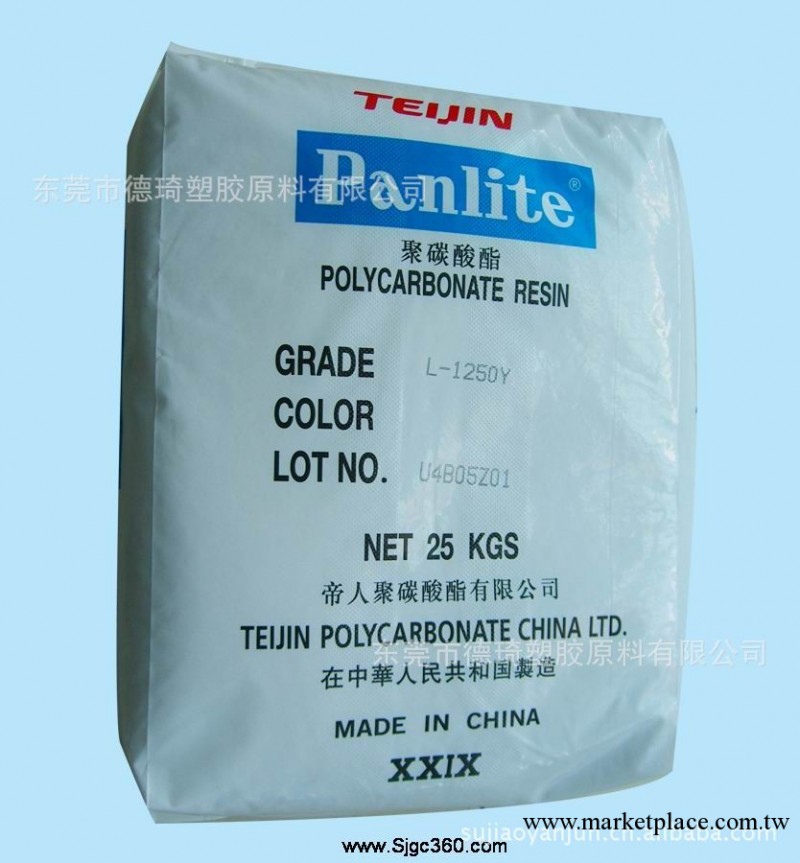 TEIJIN
Panlite®
东莞市德琦塑胶原料有限公司
聚碳酸酯
POLYCARBONATE RESIN
GRADE L-1250Y
COLOR
LOT NO. U4B05Z01
NET 25 KGS
帝人聚碳酸酯有限公司
TEIJIN POLYCARBONATE CHINA LTD.
东莞市德琦塑胶原料有限公司
在中華人民共和国製造
MADE IN CHINA
XXIX
www.marketplace.com.tw
sujiaoyanjun.cn.alibaba.com
www.Sjgc360.com